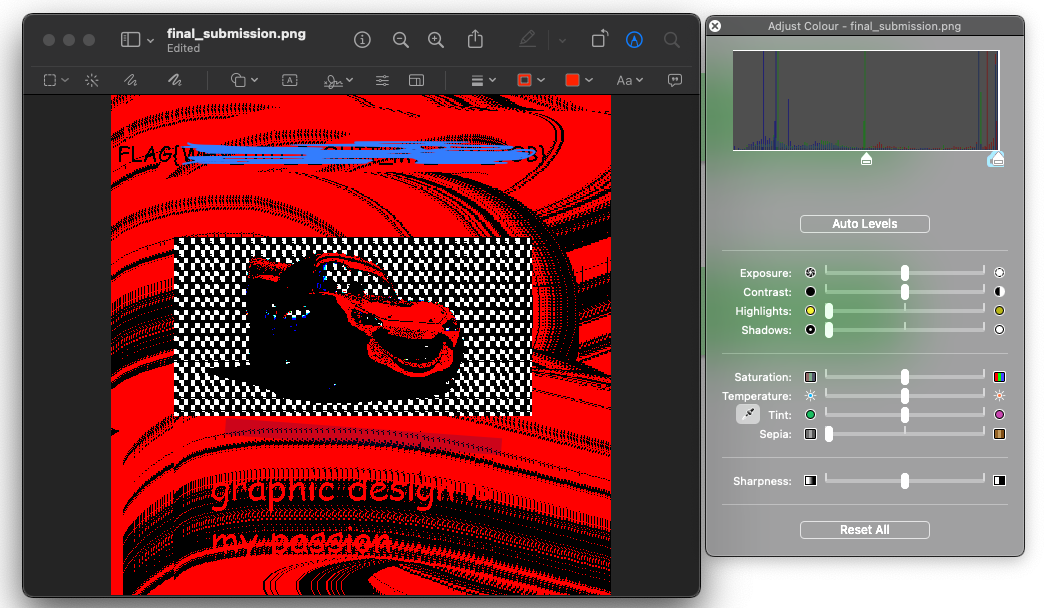 final_submission.png
Edited
Adjust Colour - final_submission.png
A
Aa
FLAG{
graphic design is
my passion
Auto Levels
Exposure:
Contrast:
Highlights:
Shadows:
Saturation:
Temperature:
Tint:
Sepia:
Sharpness:
Reset All